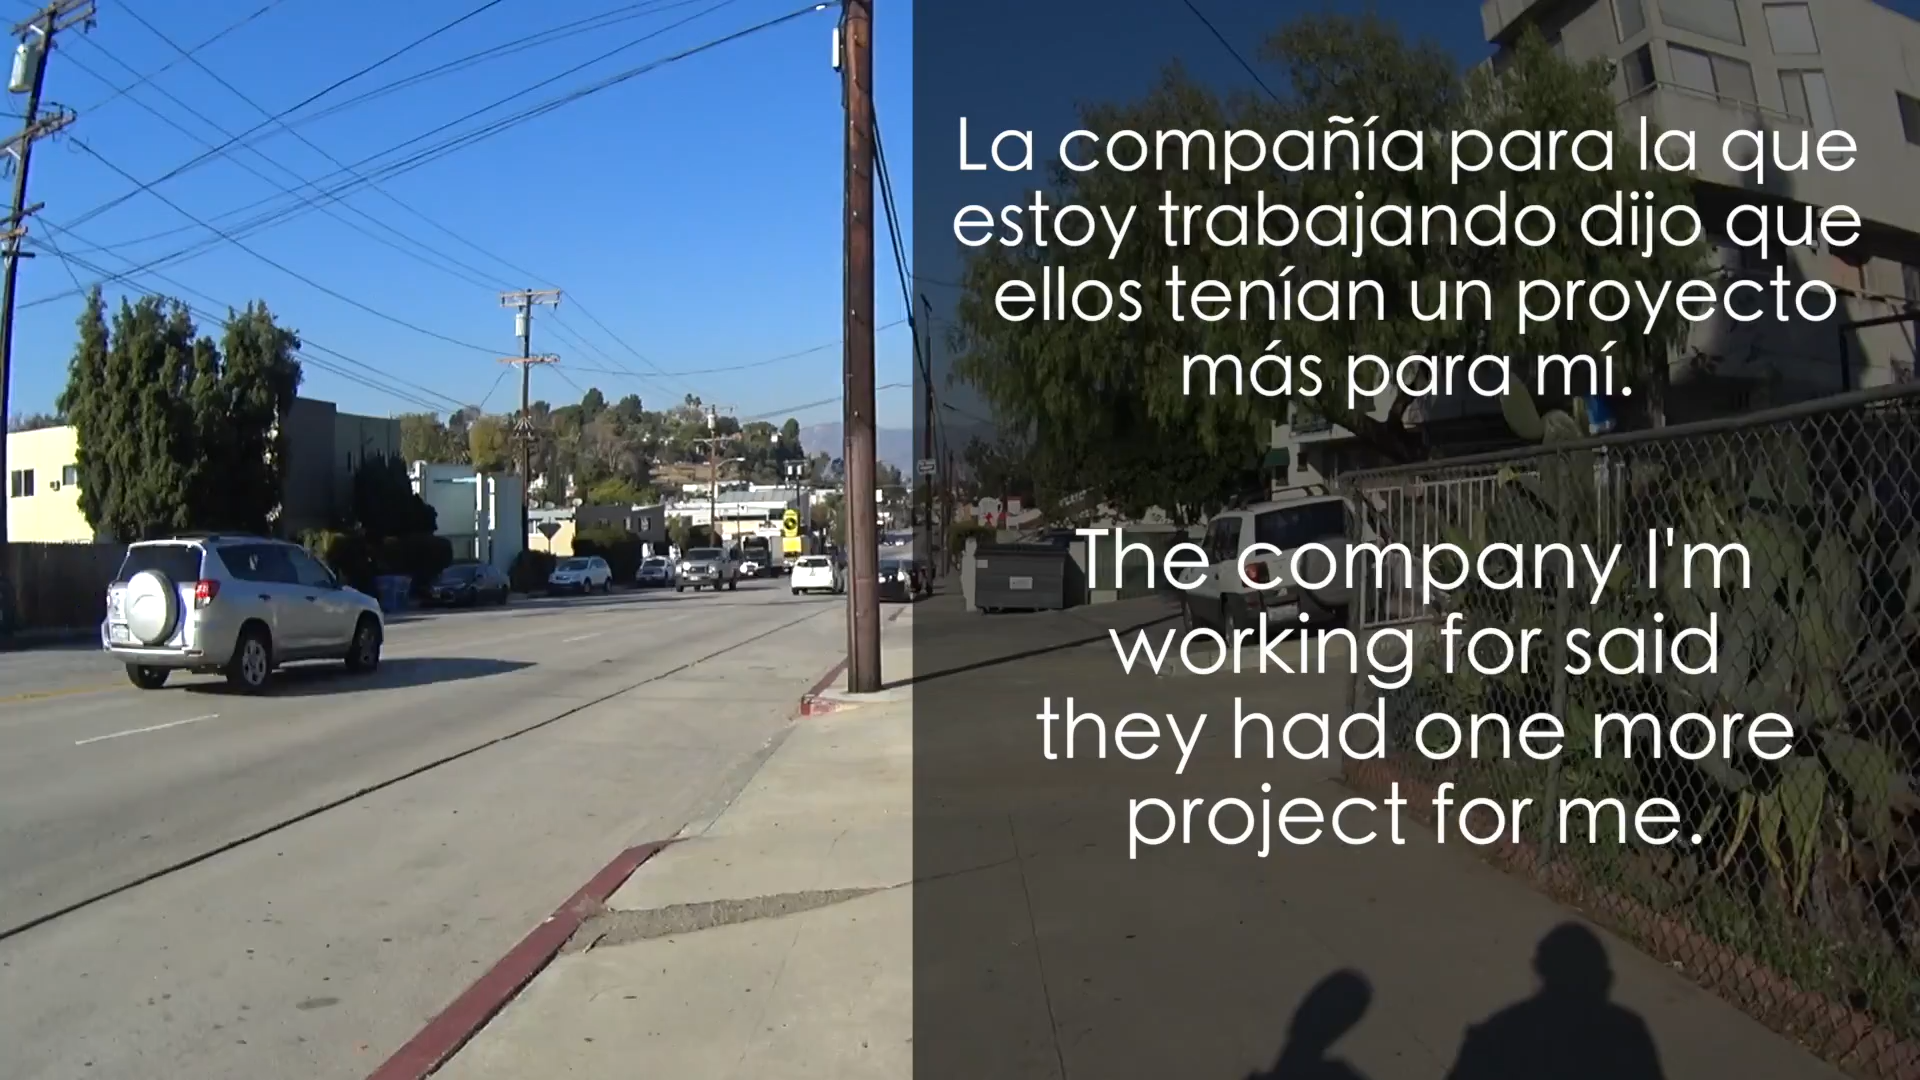 La compañía para la que
estoy trabajando dijo que
ellos tenían un proyecto
más para mí.
The company I'm
working for said
they had one more
project for me.